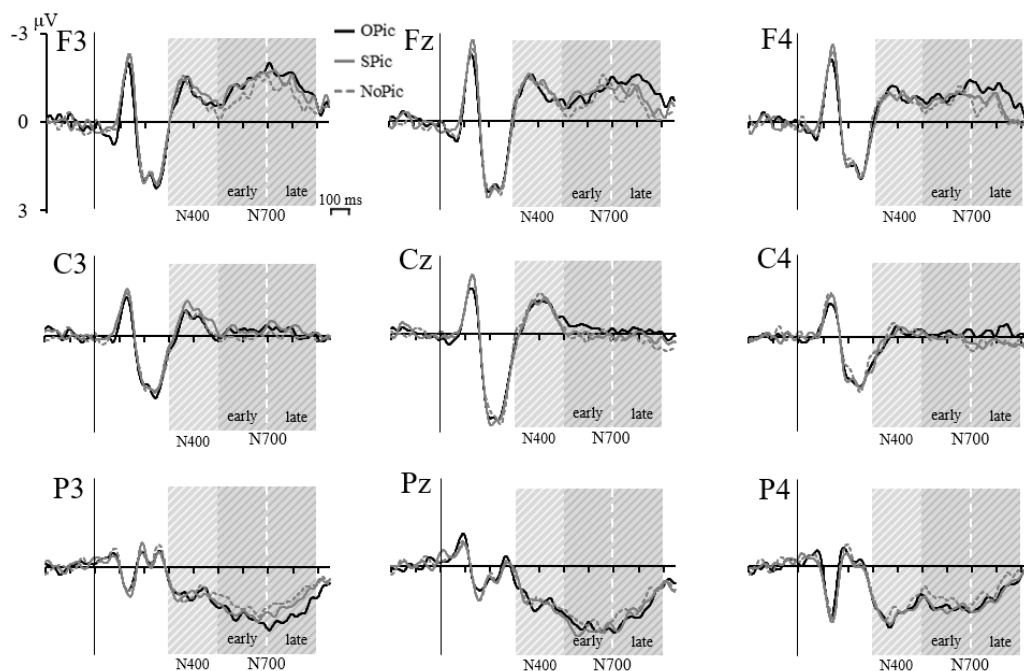 μV
-3
0
3
F3
OPic
SPic
NoPic
Fz
F4
early late
N400
N700
100 ms
early late
N400
N700
early late
N400
N700
C3
Cz
C4
early late
N400
N700
early late
N400
N700
early late
N400
N700
P3
Pz
P4
early late
N400
N700
early late
N400
N700
early late
N400
N700